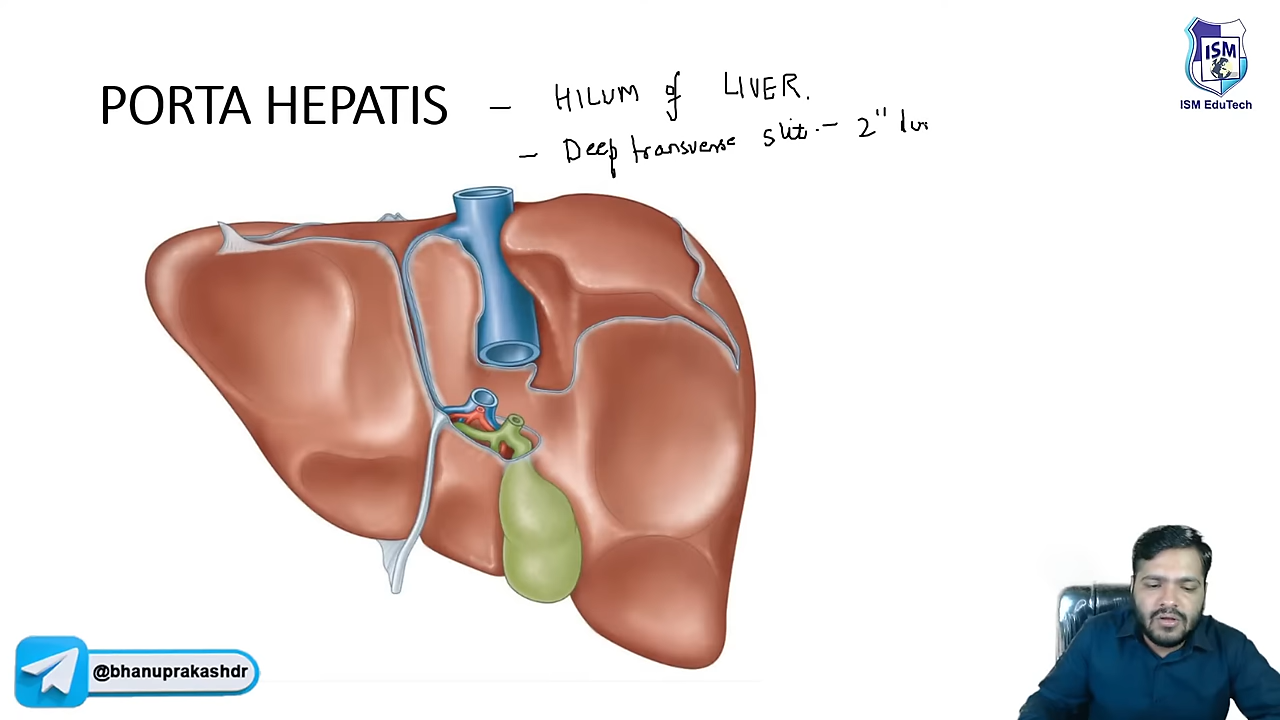 PORTA HEPATIS - HILUM of LIVER.
- Deep transverse slit - 2"
ISM
ISM EduTech
@bhanuprakashdr